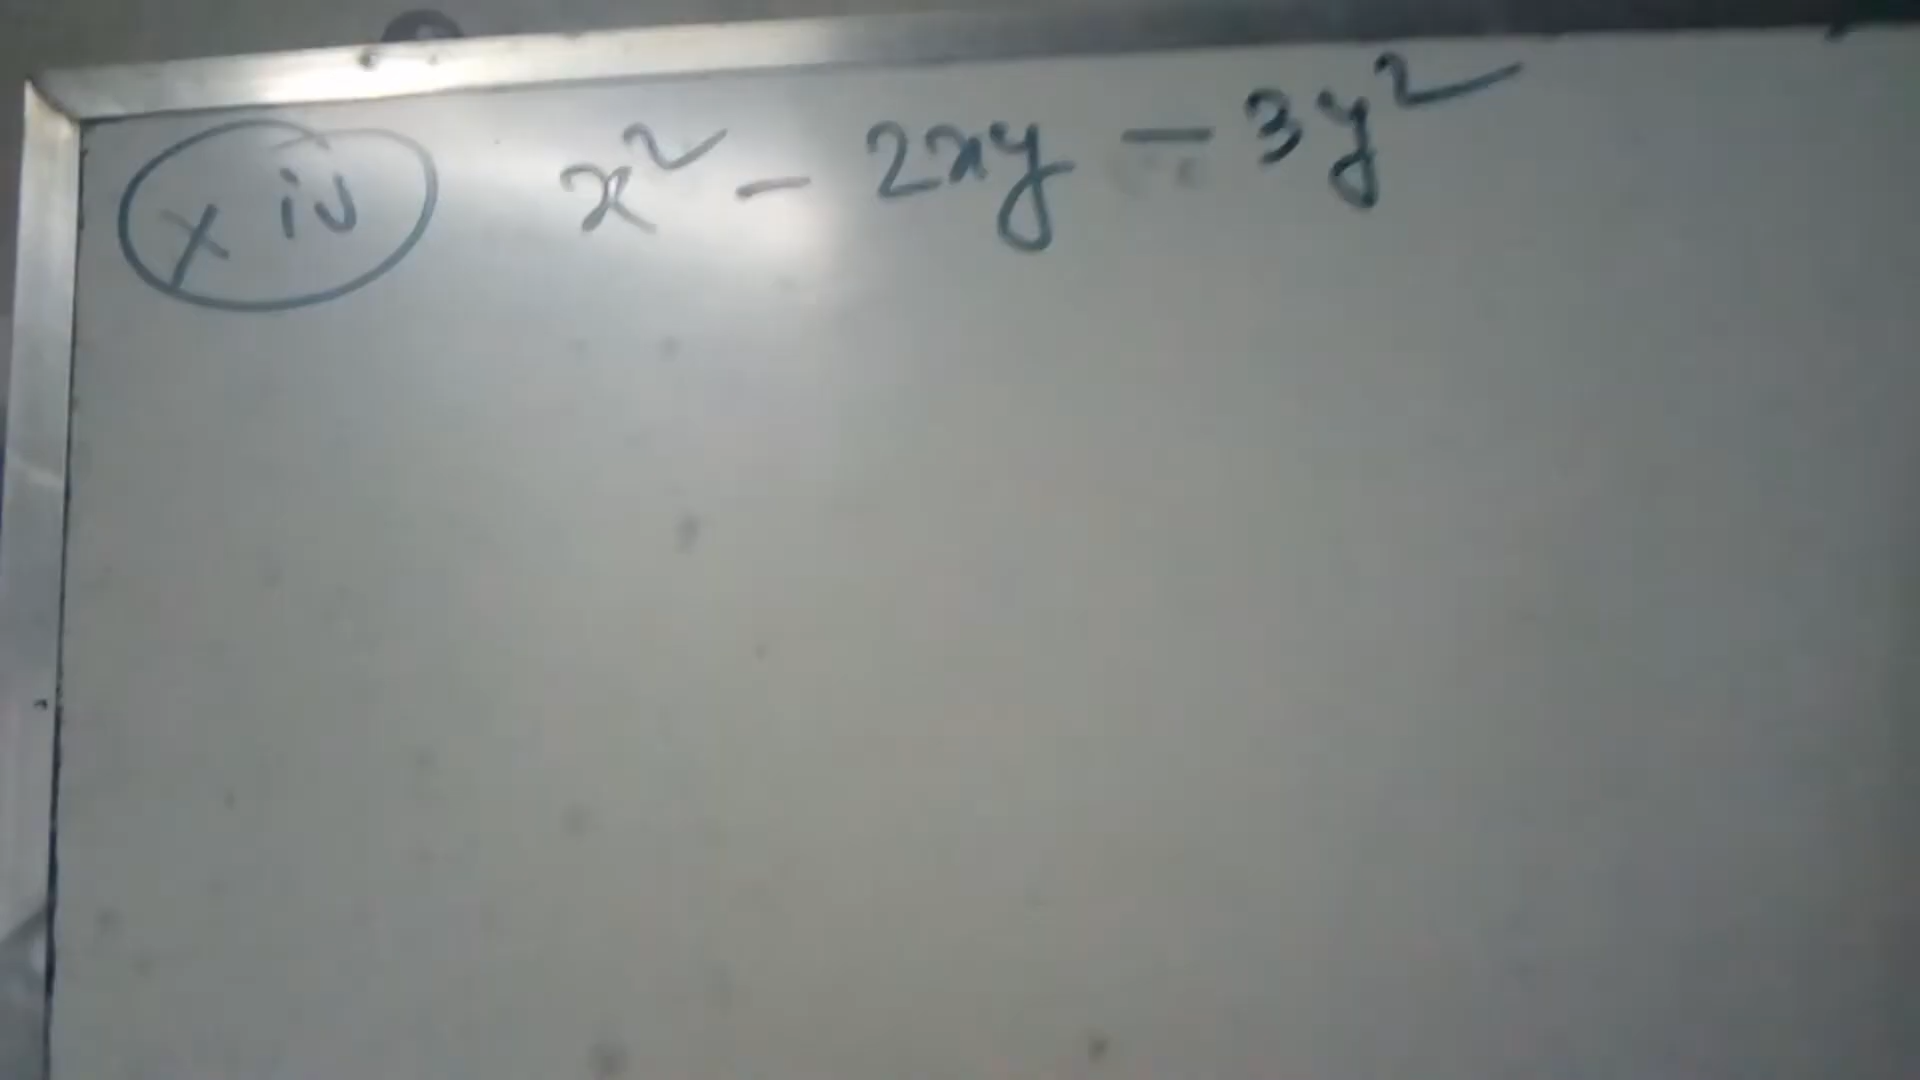 xiv x² - 2xy - 3y²